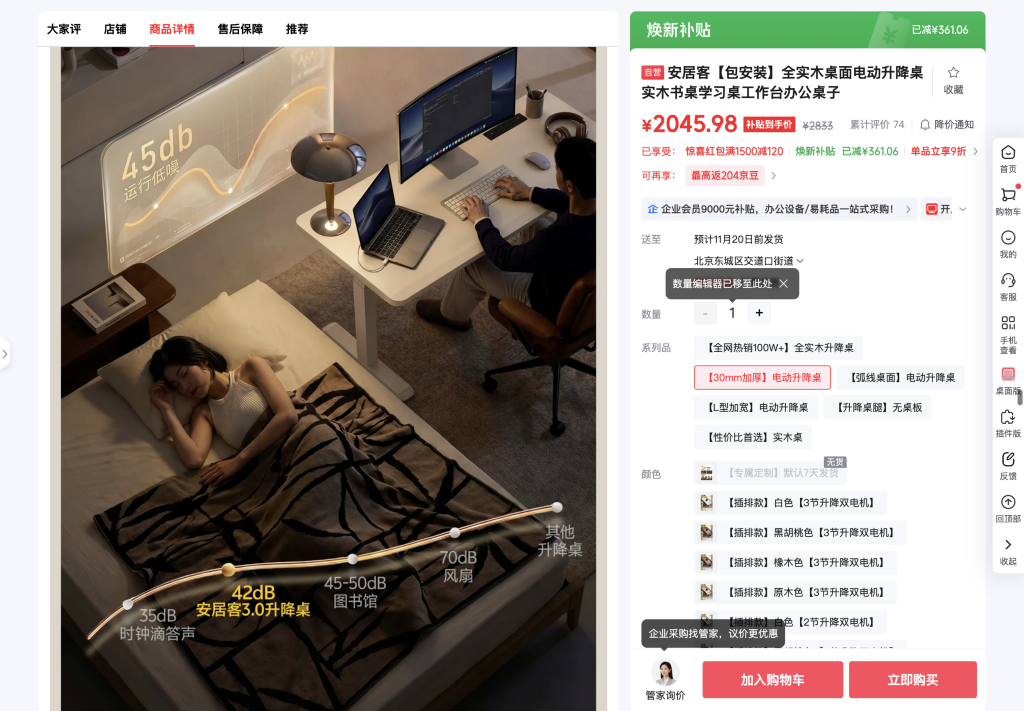 大家评 店铺 商品详情 售后保障 推荐
45db
运行低噪
35dB
时钟滴答声
42dB
安居客3.0升降桌
45-50dB
图书馆
70dB
风扇
其他
升降桌
焕新补贴 已减¥361.06
自营 安居客【包安装】全实木桌面电动升降桌
实木书桌学习桌工作台办公桌子
收藏
¥2045.98 补贴到手价 ¥2833 累计评价 74 降价通知
已享受： 惊喜红包满1500减120 焕新补贴 已减¥361.06 单品立享9折
可再享： 最高返204京豆
企业会员9000元补贴，办公设备/易耗品一站式采购！ 开.
送至 预计11月20日前发货
北京东城区交道口街道
数量编辑器已移至此处
数量 - 1 +
系列品 【全网热销100W+】全实木升降桌
【30mm加厚】电动升降桌 【弧线桌面】电动升降桌
【L型加宽】电动升降桌 【升降桌腿】无桌板
【性价比首选】实木桌
颜色 【专属定制】默认7天发货 无货
【插排款】白色【3节升降双电机】
【插排款】黑胡桃色【3节升降双电机】
【插排款】橡木色【3节升降双电机】
【插排款】原木色【3节升降双电机】
【插排款】白色【2节升降双电机】
企业采购找管家，议价更优惠
管家询价 加入购物车 立即购买
首页
购物车
我的
客服
手机
查看
桌面版
插件版
反馈
回顶部
收起